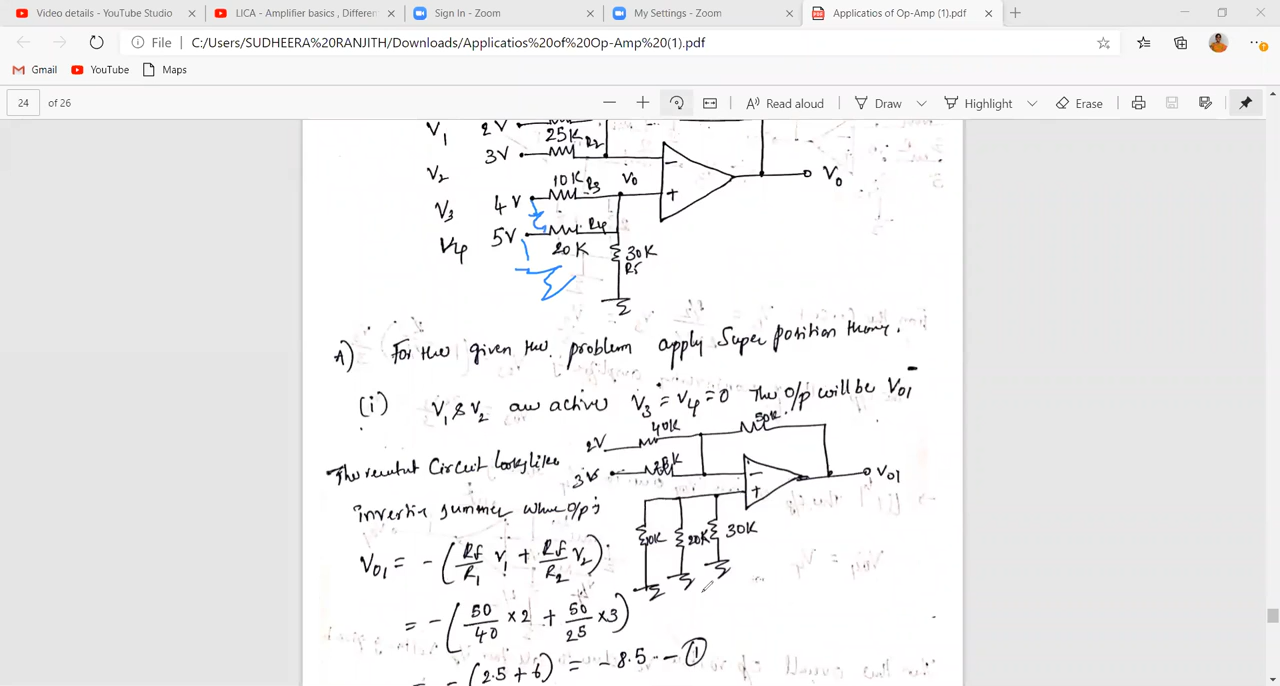 Video details - YouTube Studio
LICA - Amplifier basics , Differen
Sign In - Zoom
My Settings - Zoom
Applicatios of Op-Amp (1).pdf
File C:/Users/SUDHEERA%20RANJITH/Downloads/Applicatios%20of%20Op-Amp%20(1).pdf
Gmail YouTube Maps
24 of 26 Read aloud Draw Highlight Erase
V1 2V 25K R2
V2 3V
V3 4V 10K R3 V0 V0
V4 5V 20K R4 30K R5
- +
A) For the given the problem apply Super position
(i) V1 & V2 are active V3 = V4 = 0 The o/p will be V01
2V 40K 50K
The Circuit looks like 3V
- + V01
summer o/p is
20K 30K
V01 = - (Rf/R1 V1 + Rf/R2 V2)
= - (50/40 × 2 + 50/25 × 3)
= - (2.5 + 6) = - 8.5 - ①